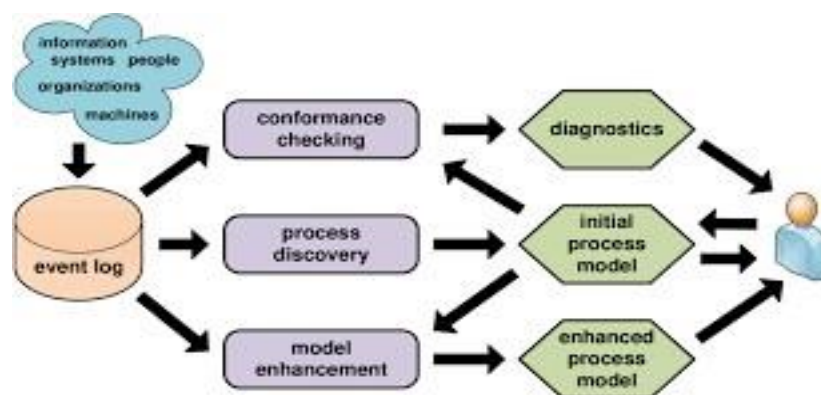 information
systems people
organizations
machines
conformance
checking
diagnostics
event log
process
discovery
initial
process
model
model
enhancement
enhanced
process
model